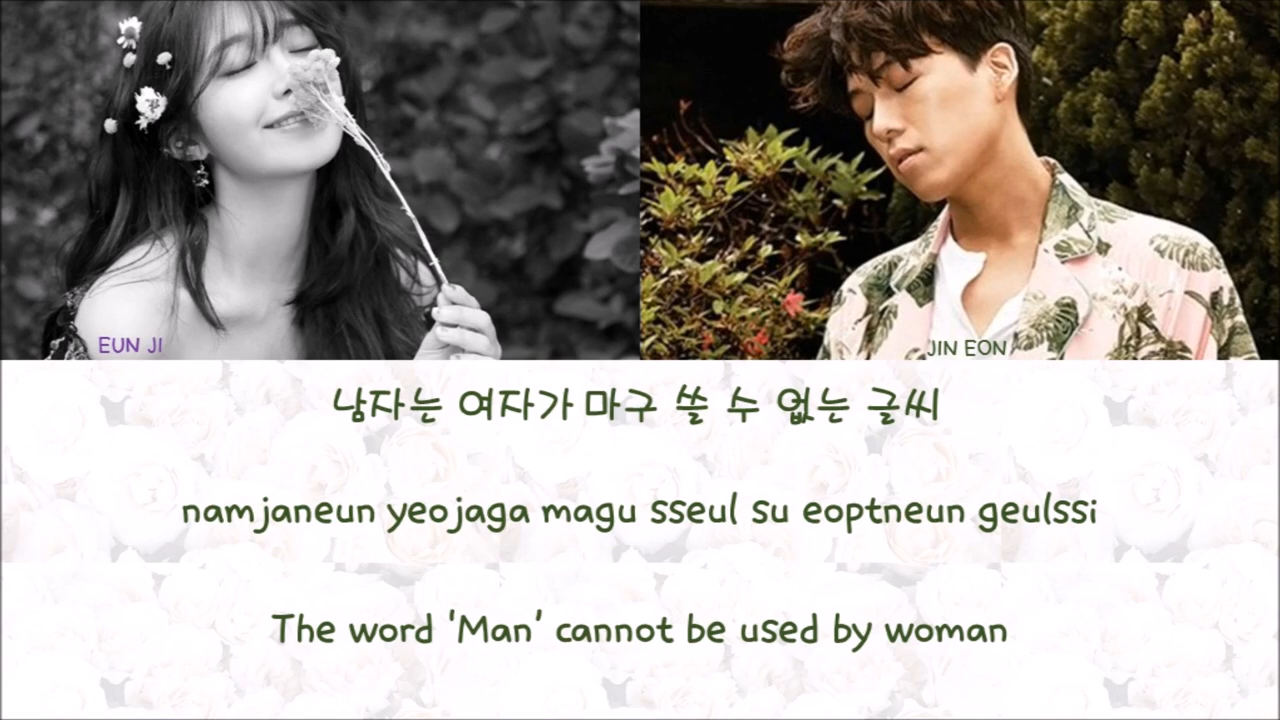 EUN JI
JIN EON
남자는 여자가 마구 쓸 수 없는 글씨
namjaneun yeojaga magu sseul su eoptneun geulssi
The word 'Man' cannot be used by woman